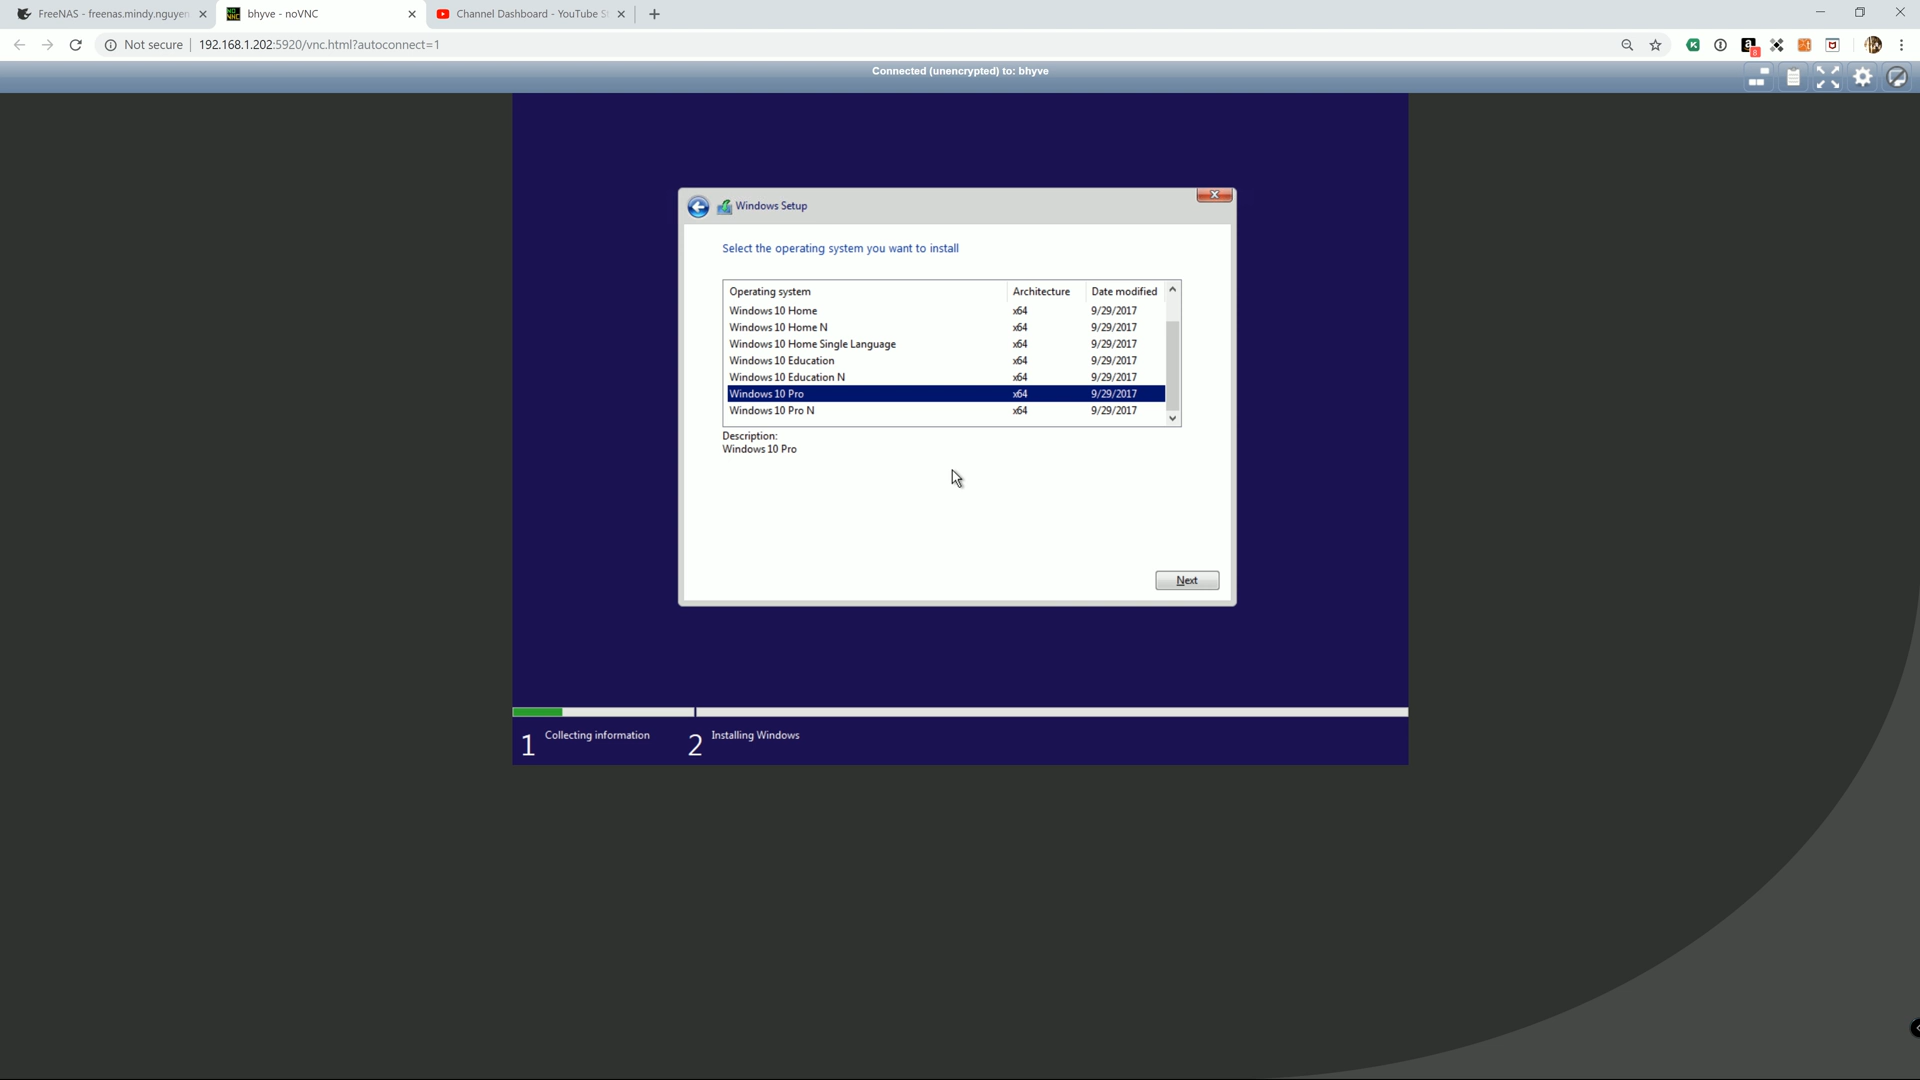 FreeNAS - freenas.mindy.nguyen
bhyve - noVNC
Channel Dashboard - YouTube S
Not secure
192.168.1.202:5920/vnc.html?autoconnect=1
8
Connected (unencrypted) to: bhyve
Windows Setup
Select the operating system you want to install
Operating system Architecture Date modified
Windows 10 Home x64 9/29/2017
Windows 10 Home N x64 9/29/2017
Windows 10 Home Single Language x64 9/29/2017
Windows 10 Education x64 9/29/2017
Windows 10 Education N x64 9/29/2017
Windows 10 Pro x64 9/29/2017
Windows 10 Pro N x64 9/29/2017
Description:
Windows 10 Pro
Next
1 Collecting information 2 Installing Windows